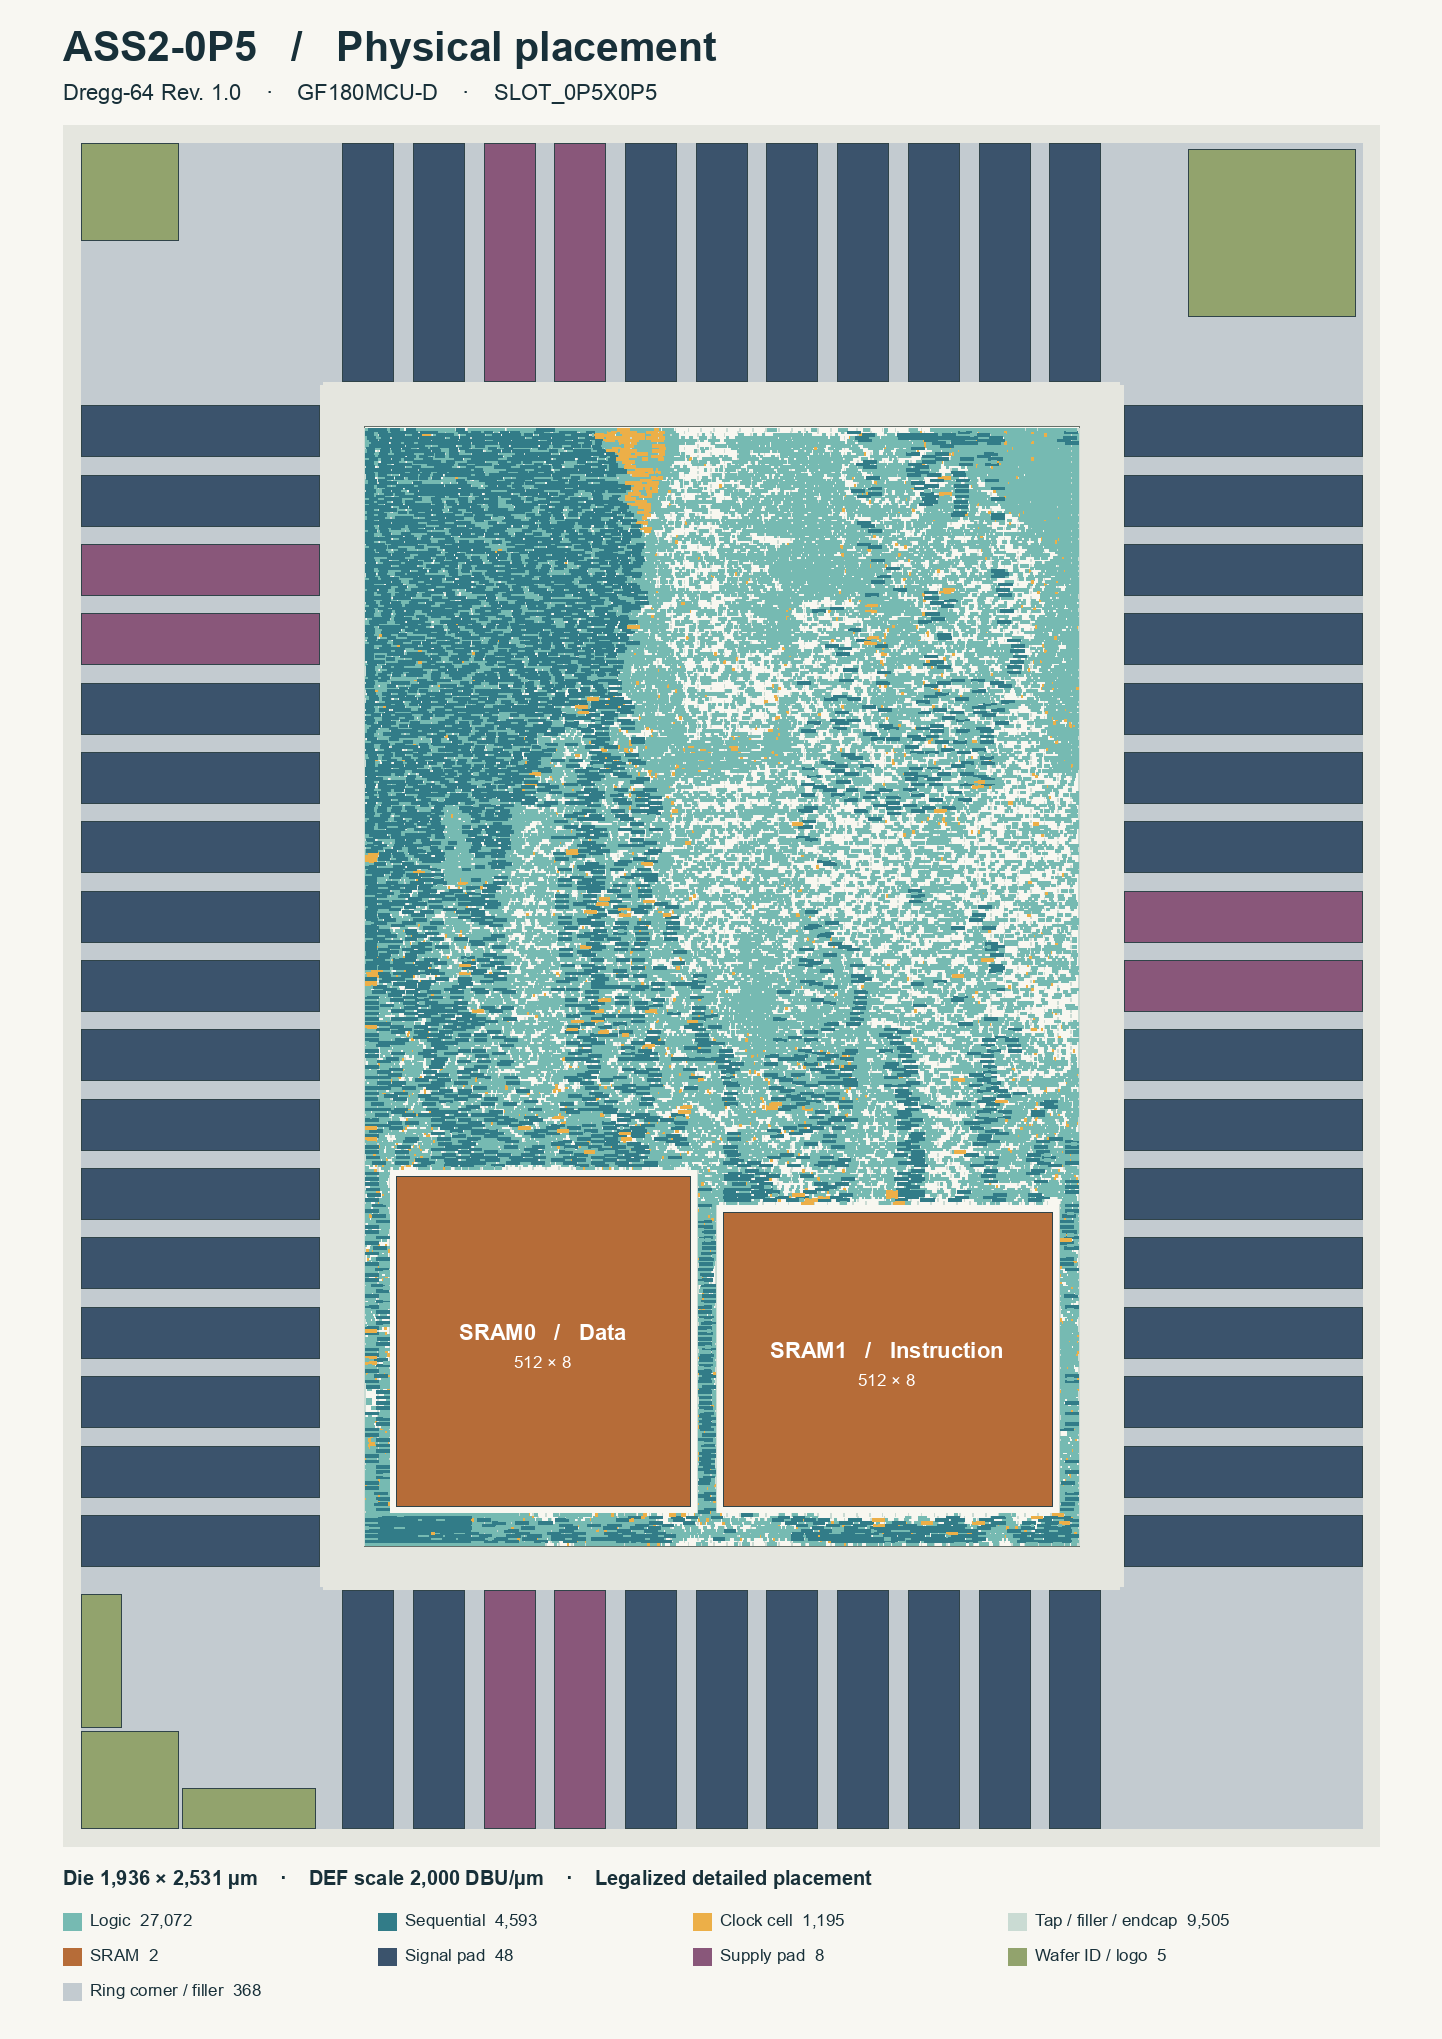 ASS2-0P5 / Physical placement
Dregg-64 Rev. 1.0 · GF180MCU-D · SLOT_0P5X0P5
SRAM0 / Data
512 × 8
SRAM1 / Instruction
512 × 8
Die 1,936 × 2,531 µm · DEF scale 2,000 DBU/µm · Legalized detailed placement
Logic 27,072 Sequential 4,593 Clock cell 1,195 Tap / filler / endcap 9,505
SRAM 2 Signal pad 48 Supply pad 8 Wafer ID / logo 5
Ring corner / filler 368